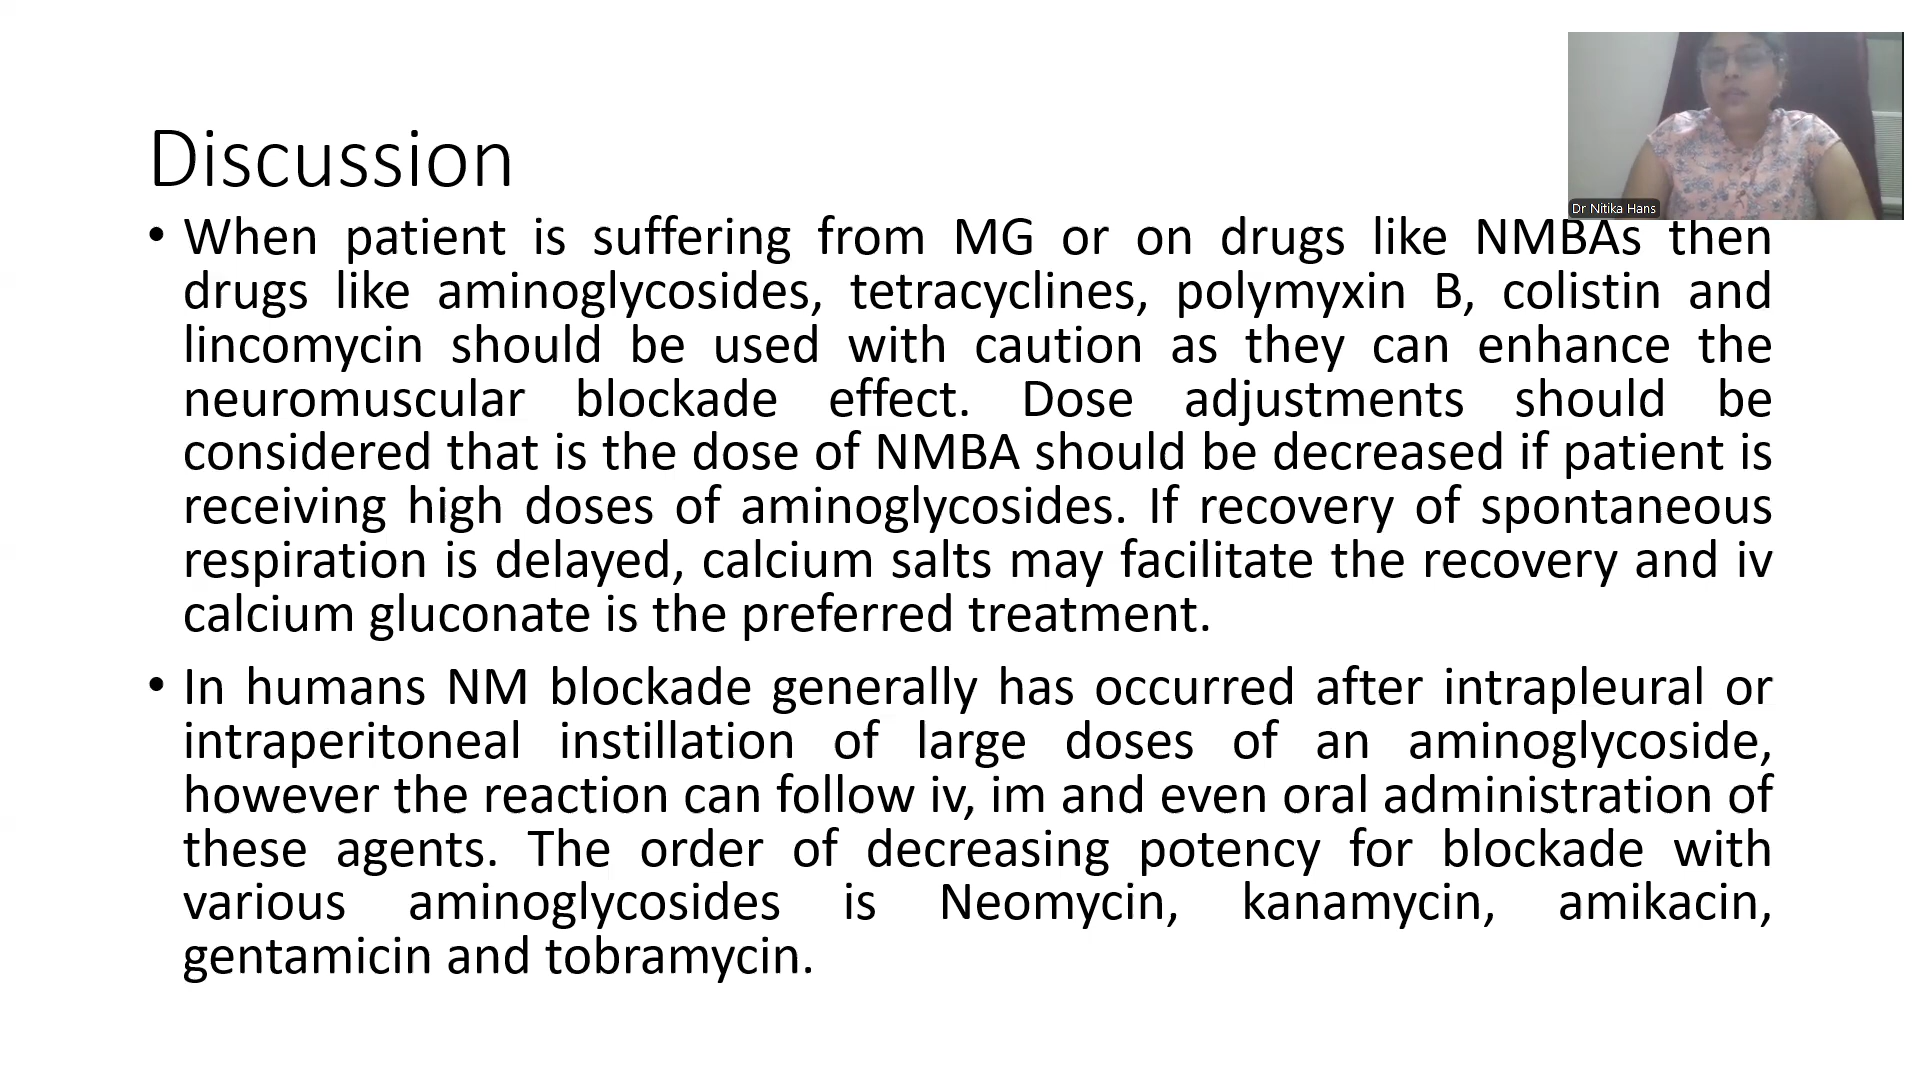 Dr Nitika Hans
Discussion
• When patient is suffering from MG or on drugs like NMBAs then
drugs like aminoglycosides, tetracyclines, polymyxin B, colistin and
lincomycin should be used with caution as they can enhance the
neuromuscular blockade effect. Dose adjustments should be
considered that is the dose of NMBA should be decreased if patient is
receiving high doses of aminoglycosides. If recovery of spontaneous
respiration is delayed, calcium salts may facilitate the recovery and iv
calcium gluconate is the preferred treatment.
• In humans NM blockade generally has occurred after intrapleural or
intraperitoneal instillation of large doses of an aminoglycoside,
however the reaction can follow iv, im and even oral administration of
these agents. The order of decreasing potency for blockade with
various aminoglycosides is Neomycin, kanamycin, amikacin,
gentamicin and tobramycin.